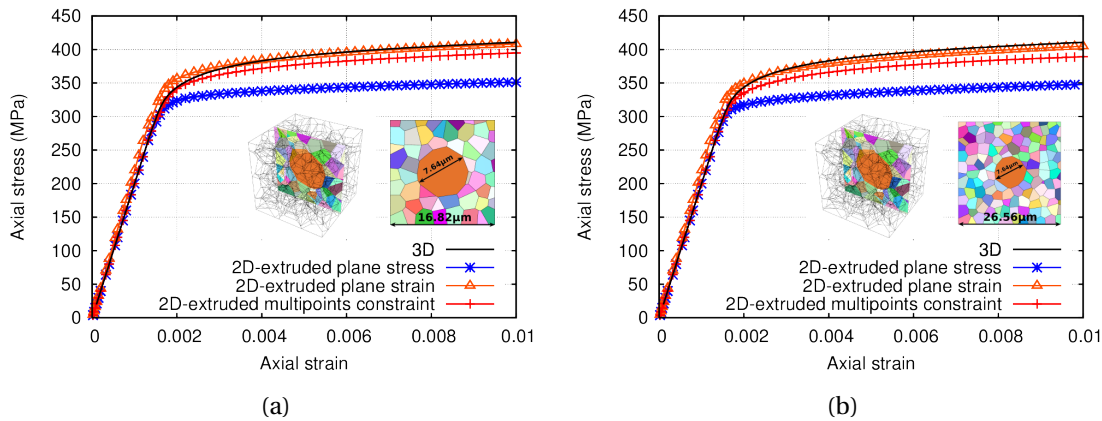 450
400
350
300
250
200
150
100
50
0
Axial stress (MPa)
7.64μm
16.82μm
3D
2D-extruded plane stress
2D-extruded plane strain
2D-extruded multipoints constraint
0 0.002 0.004 0.006 0.008 0.01
Axial strain
(a)
450
400
350
300
250
200
150
100
50
0
Axial stress (MPa)
7.64μm
26.56μm
3D
2D-extruded plane stress
2D-extruded plane strain
2D-extruded multipoints constraint
0 0.002 0.004 0.006 0.008 0.01
Axial strain
(b)